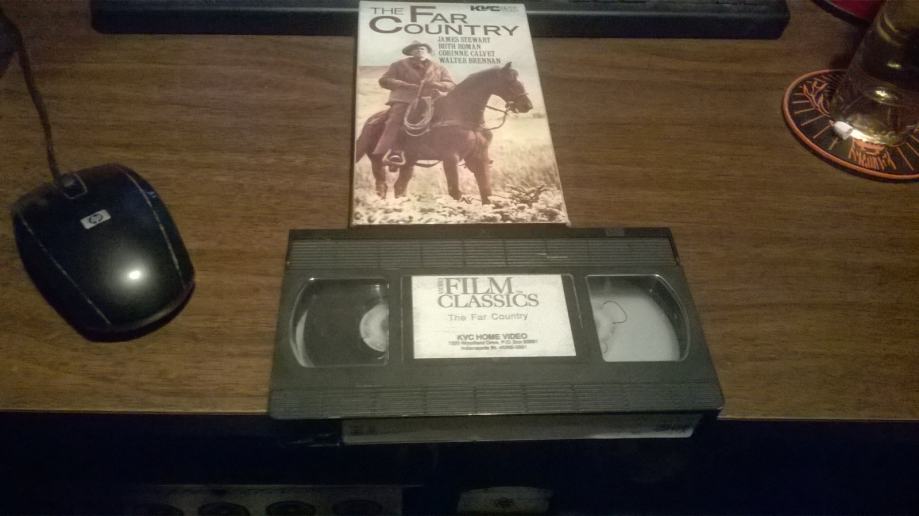 THE FAR
COUNTRY
KVC
JAMES STEWART
RUTH ROMAN
CORINNE CALVET
WALTER BRENNAN
hp
FILM
CLASSICS
The Far Country
KVC HOME VIDEO